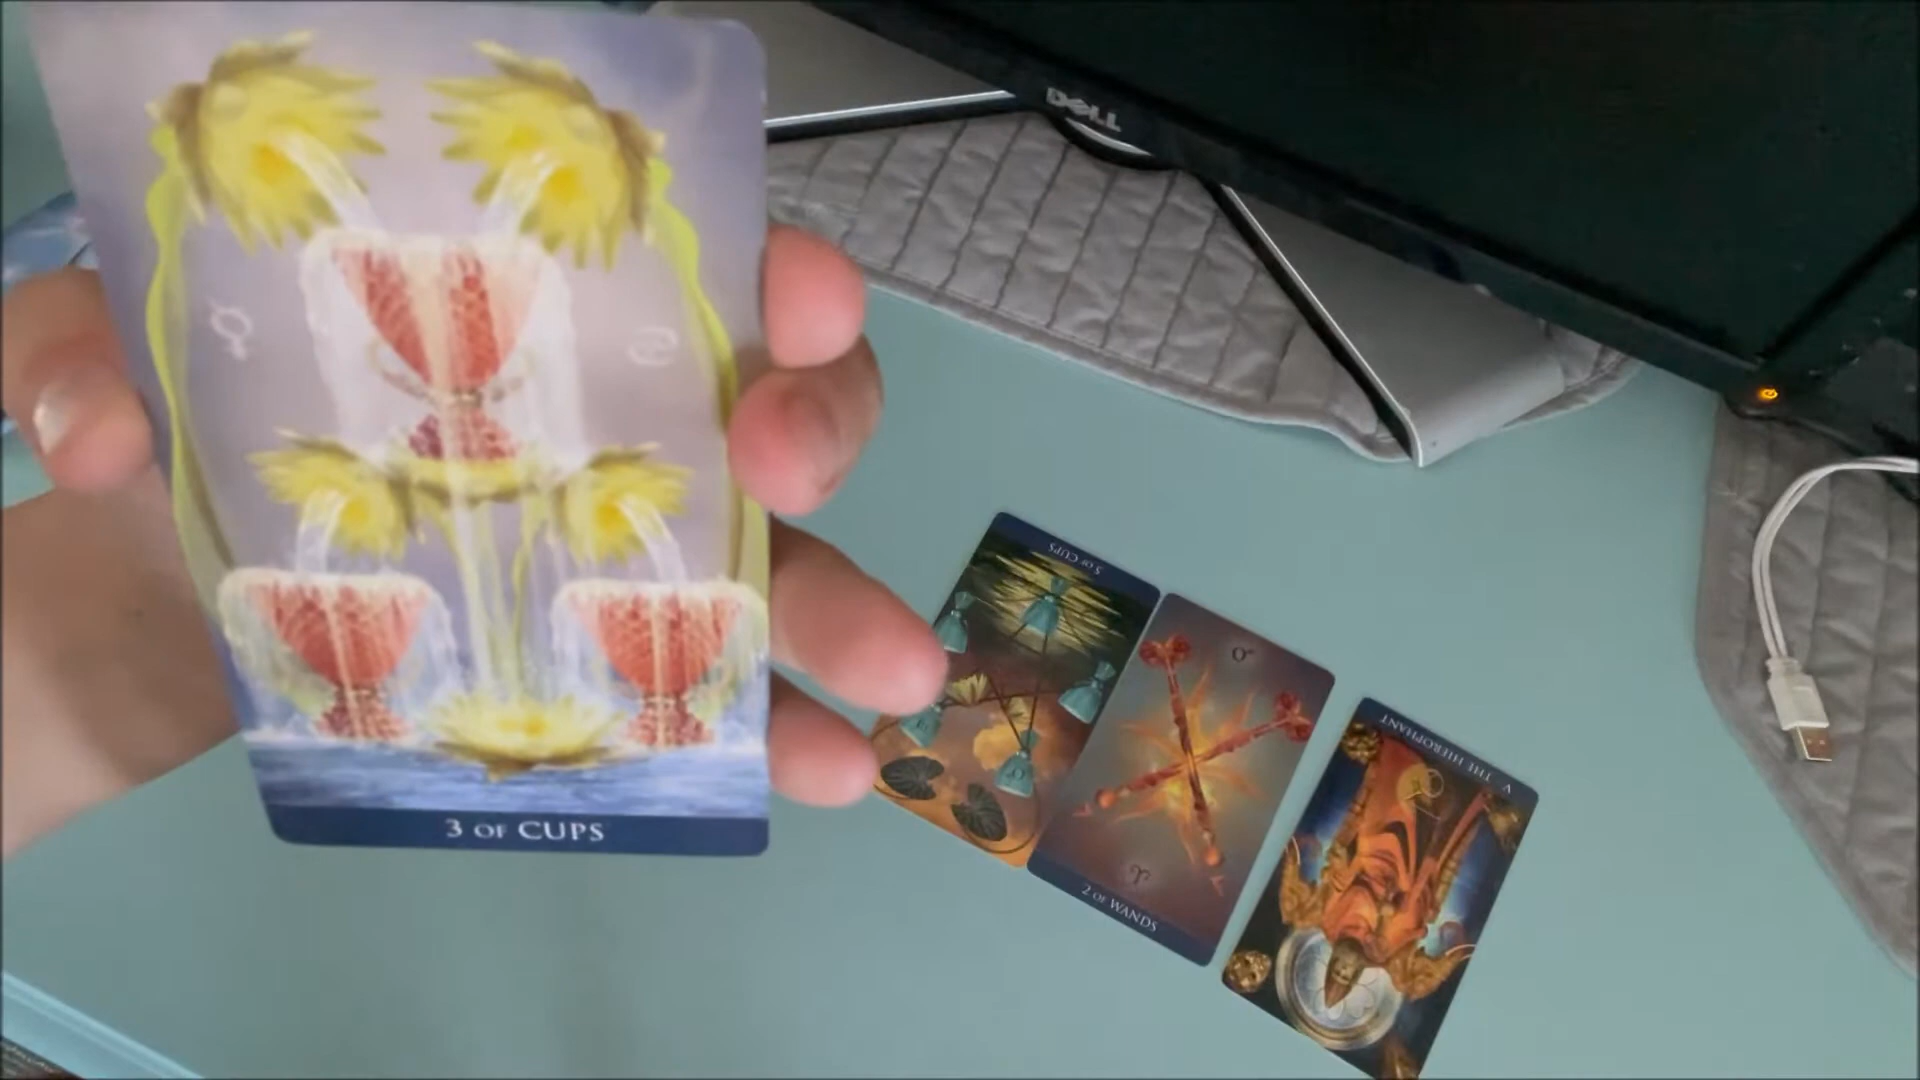 DELL
3 OF CUPS
5 OF CUPS
2 OF WANDS
THE HIEROPHANT
V